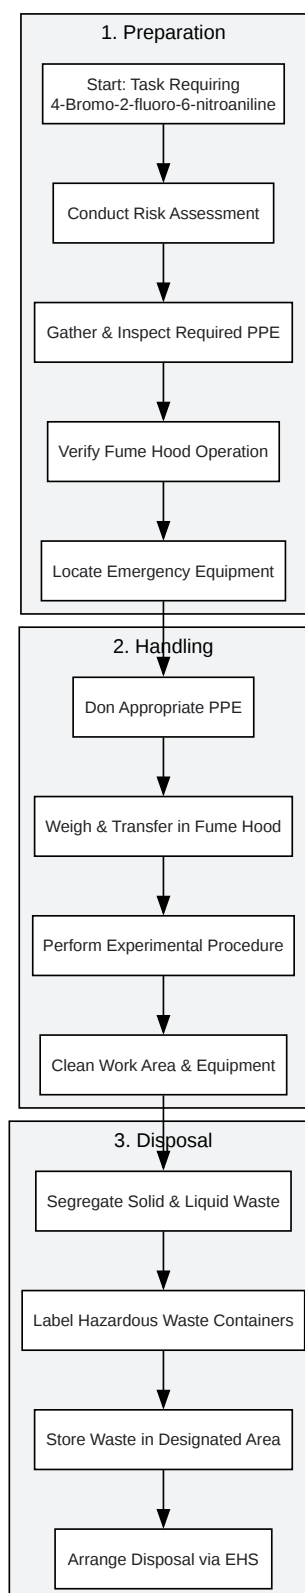 1. Preparation
Start: Task Requiring
4-Bromo-2-fluoro-6-nitroaniline
Conduct Risk Assessment
Gather & Inspect Required PPE
Verify Fume Hood Operation
Locate Emergency Equipment
2. Handling
Don Appropriate PPE
Weigh & Transfer in Fume Hood
Perform Experimental Procedure
Clean Work Area & Equipment
3. Disposal
Segregate Solid & Liquid Waste
Label Hazardous Waste Containers
Store Waste in Designated Area
Arrange Disposal via EHS